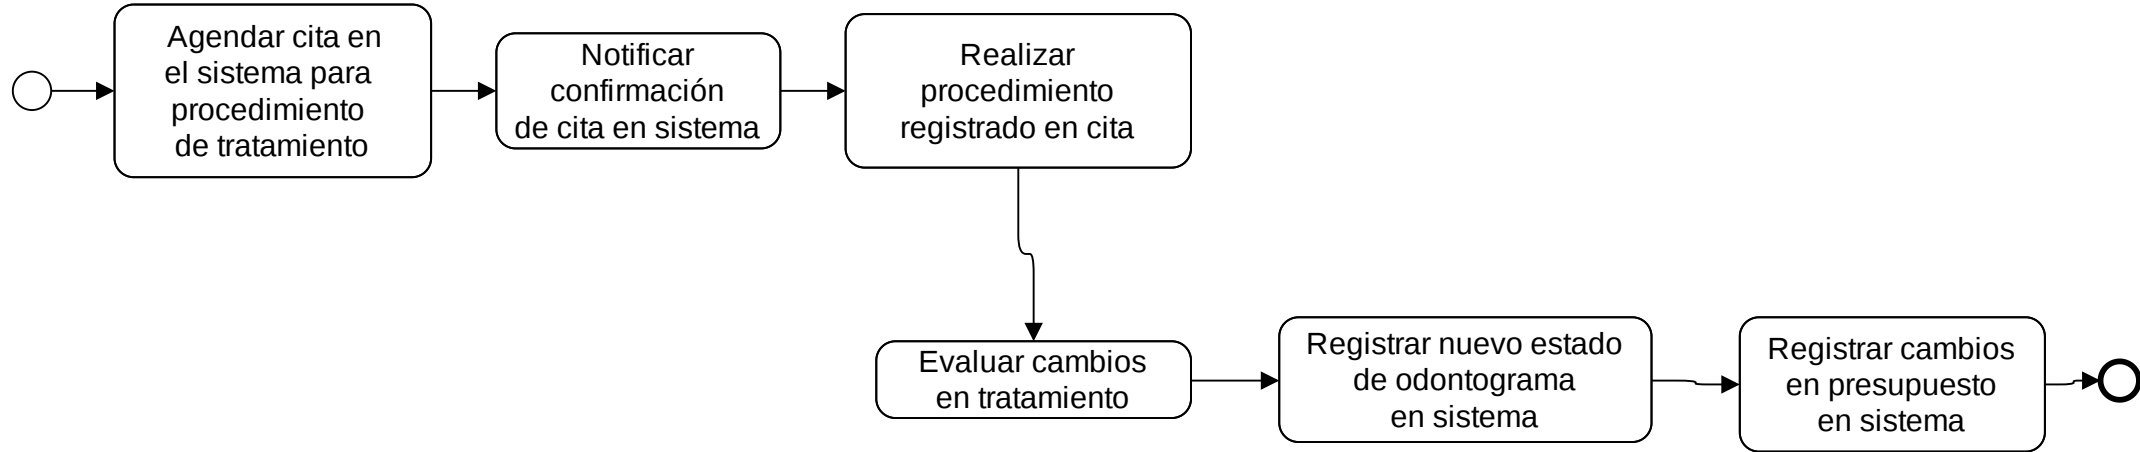 Agendar cita en
el sistema para
procedimiento
de tratamiento
Notificar
confirmación
de cita en sistema
Realizar
procedimiento
registrado en cita
Evaluar cambios
en tratamiento
Registrar nuevo estado
de odontograma
en sistema
Registrar cambios
en presupuesto
en sistema